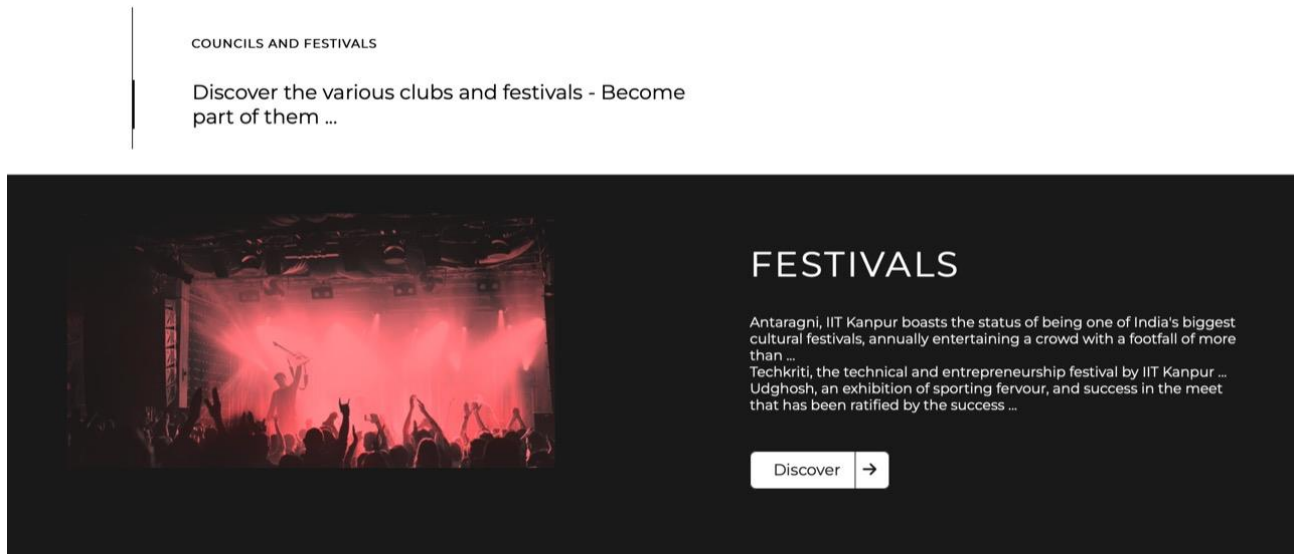 COUNCILS AND FESTIVALS
Discover the various clubs and festivals - Become
part of them ...
FESTIVALS
Antaragni, IIT Kanpur boasts the status of being one of India's biggest
cultural festivals, annually entertaining a crowd with a footfall of more
than ...
Techkriti, the technical and entrepreneurship festival by IIT Kanpur ...
Udghosh, an exhibition of sporting fervour, and success in the meet
that has been ratified by the success ...
Discover →